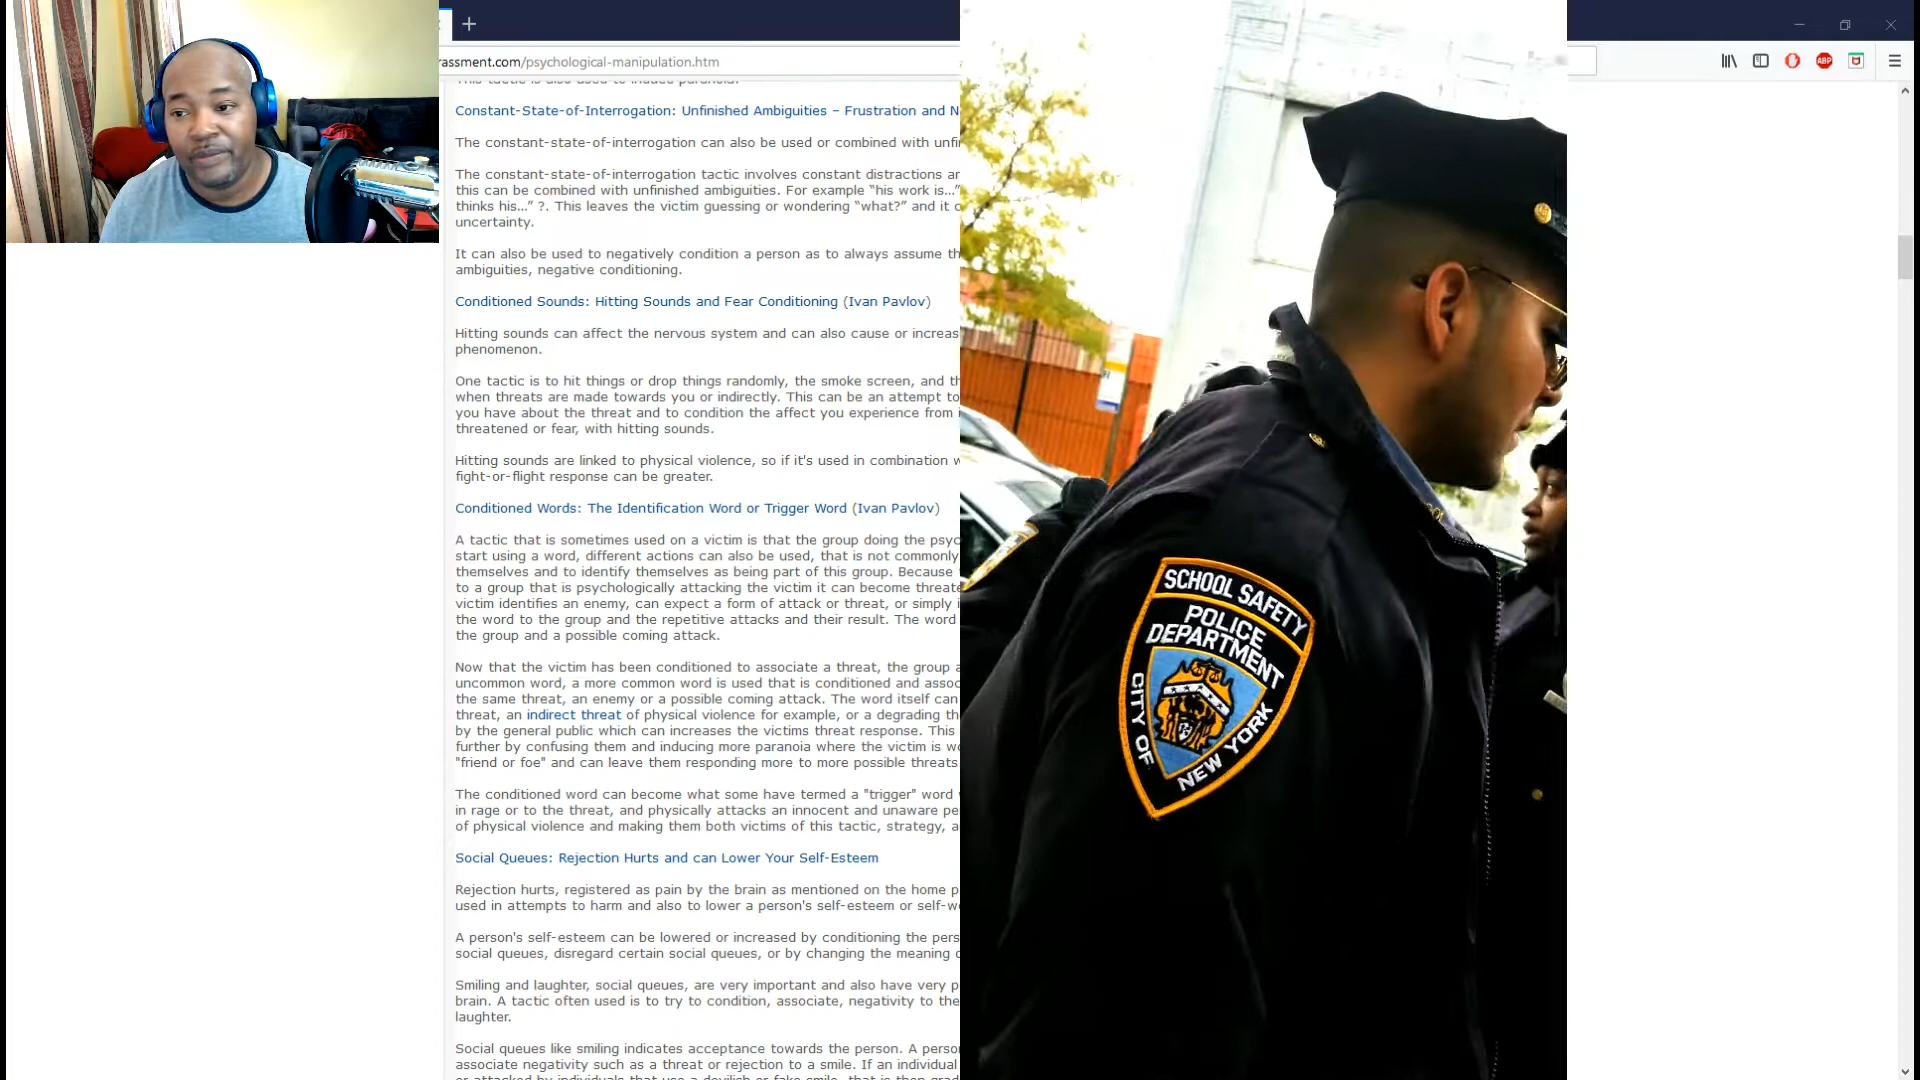 rassment.com/psychological-manipulation.htm
This tactic is also used to induce paranoia.
Constant-State-of-Interrogation: Unfinished Ambiguities – Frustration and N
The constant-state-of-interrogation can also be used or combined with unfi
The constant-state-of-interrogation tactic involves constant distractions a
this can be combined with unfinished ambiguities. For example “his work is...”
thinks his...” ?. This leaves the victim guessing or wondering “what?” and it c
uncertainty.
It can also be used to negatively condition a person as to always assume th
ambiguities, negative conditioning.
Conditioned Sounds: Hitting Sounds and Fear Conditioning (Ivan Pavlov)
Hitting sounds can affect the nervous system and can also cause or increas
phenomenon.
One tactic is to hit things or drop things randomly, the smoke screen, and th
when threats are made towards you or indirectly. This can be an attempt to
you have about the threat and to condition the affect you experience from
threatened or fear, with hitting sounds.
Hitting sounds are linked to physical violence, so if it's used in combination w
fight-or-flight response can be greater.
Conditioned Words: The Identification Word or Trigger Word (Ivan Pavlov)
A tactic that is sometimes used on a victim is that the group doing the psyc
start using a word, different actions can also be used, that is not commonly
themselves and to identify themselves as being part of this group. Because
to a group that is psychologically attacking the victim it can become threate
victim identifies an enemy, can expect a form of attack or threat, or simply i
the word to the group and the repetitive attacks and their result. The word
the group and a possible coming attack.
Now that the victim has been conditioned to associate a threat, the group a
uncommon word, a more common word is used that is conditioned and assoc
the same threat, an enemy or a possible coming attack. The word itself can
threat, an indirect threat of physical violence for example, or a degrading th
by the general public which can increases the victims threat response. This
further by confusing them and inducing more paranoia where the victim is wo
"friend or foe" and can leave them responding more to more possible threats
The conditioned word can become what some have termed a "trigger" word
in rage or to the threat, and physically attacks an innocent and unaware pe
of physical violence and making them both victims of this tactic, strategy, a
Social Queues: Rejection Hurts and can Lower Your Self-Esteem
Rejection hurts, registered as pain by the brain as mentioned on the home p
used in attempts to harm and also to lower a person's self-esteem or self-w
A person's self-esteem can be lowered or increased by conditioning the pers
social queues, disregard certain social queues, or by changing the meaning
Smiling and laughter, social queues, are very important and also have very p
brain. A tactic often used is to try to condition, associate, negativity to the
laughter.
Social queues like smiling indicates acceptance towards the person. A perso
associate negativity such as a threat or rejection to a smile. If an individual
ABP
SCHOOL SAFETY
POLICE
DEPARTMENT
CITY OF
NEW YORK